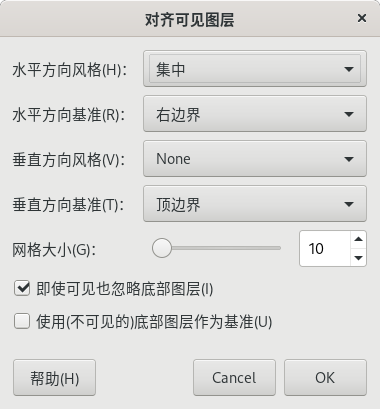 对齐可见图层
水平方向风格(H): 集中
水平方向基准(R): 右边界
垂直方向风格(V): None
垂直方向基准(T): 顶边界
网格大小(G): 10
即使可见也忽略底部图层(I)
使用(不可见的)底部图层作为基准(U)
帮助(H) Cancel OK